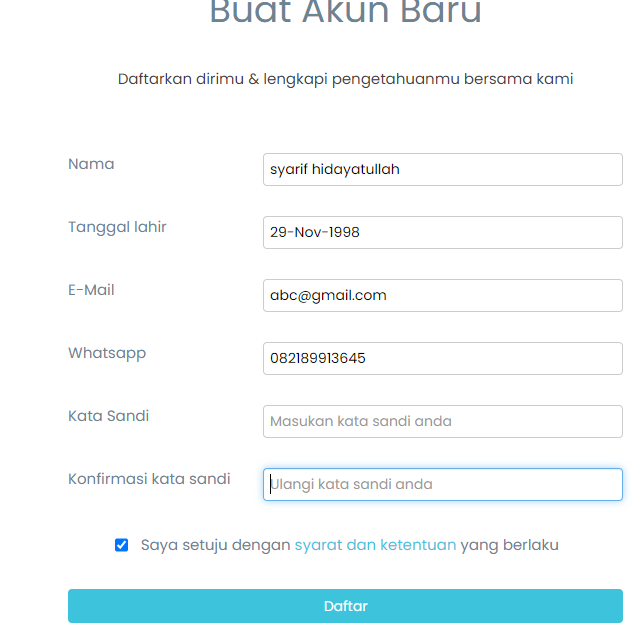 Buat Akun Baru
Daftarkan dirimu & lengkapi pengetahuanmu bersama kami
Nama
syarif hidayatullah
Tanggal lahir
29-Nov-1998
E-Mail
abc@gmail.com
Whatsapp
082189913645
Kata Sandi
Masukan kata sandi anda
Konfirmasi kata sandi
Ulangi kata sandi anda
Saya setuju dengan syarat dan ketentuan yang berlaku
Daftar